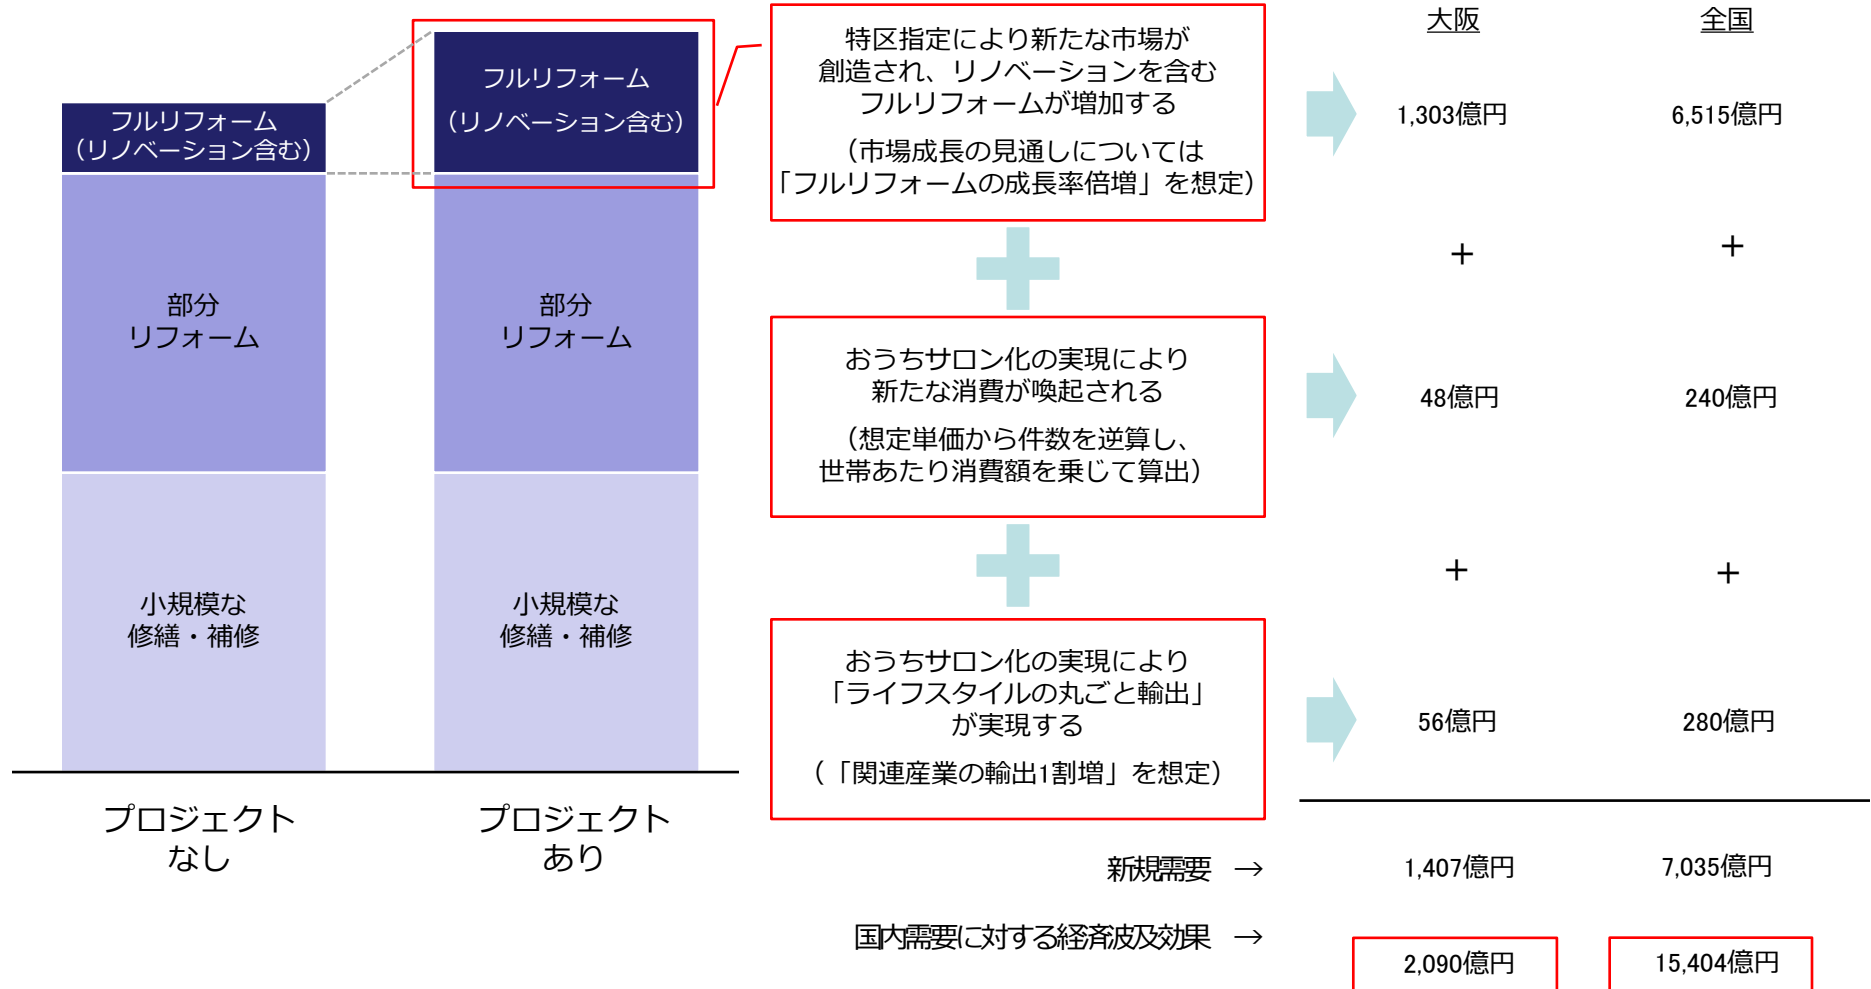 フルリフォーム
（リノベーション含む）
部分
リフォーム
小規模な
修繕・補修
プロジェクト
なし
フルリフォーム
（リノベーション含む）
部分
リフォーム
小規模な
修繕・補修
プロジェクト
あり
特区指定により新たな市場が
創造され、リノベーションを含む
フルリフォームが増加する
（市場成長の見通しについては
「フルリフォームの成長率倍増」を想定）
おうちサロン化の実現により
新たな消費が喚起される
（想定単価から件数を逆算し、
世帯あたり消費額を乗じて算出）
おうちサロン化の実現により
「ライフスタイルの丸ごと輸出」
が実現する
（「関連産業の輸出1割増」を想定）
大阪 全国
1,303億円 6,515億円
＋ ＋
48億円 240億円
＋ ＋
56億円 280億円
新規需要 → 1,407億円 7,035億円
国内需要に対する経済波及効果 → 2,090億円 15,404億円